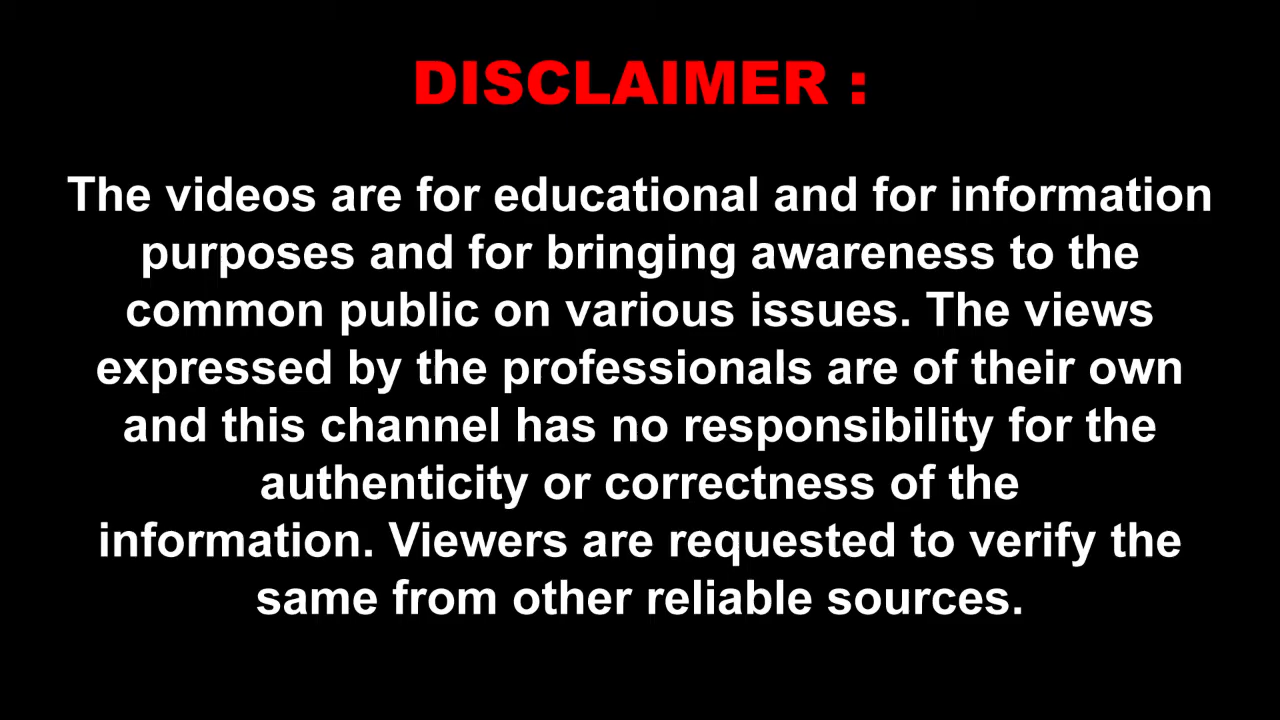 DISCLAIMER :
The videos are for educational and for information
purposes and for bringing awareness to the
common public on various issues. The views
expressed by the professionals are of their own
and this channel has no responsibility for the
authenticity or correctness of the
information. Viewers are requested to verify the
same from other reliable sources.